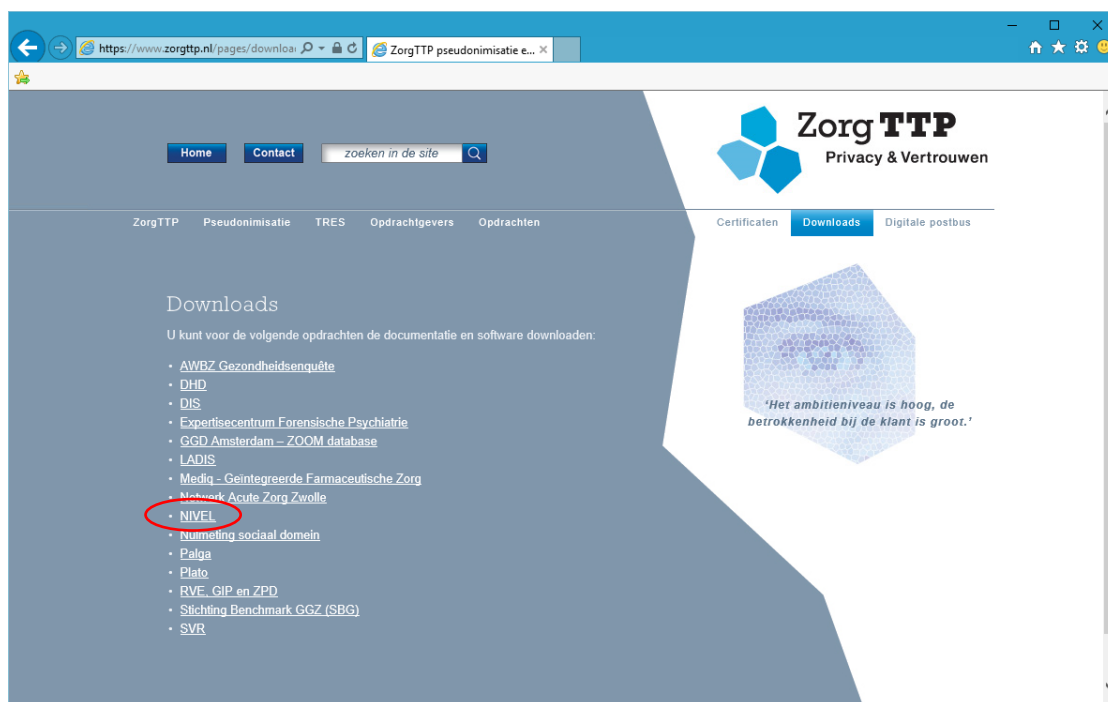 https://www.zorgttp.nl/pages/downloa
ZorgTTP pseudonimisatie e...
Home
Contact
zoeken in de site
Zorg TTP
Privacy & Vertrouwen
ZorgTTP
Pseudonimisatie
TRES
Opdrachtgevers
Opdrachten
Certificaten
Downloads
Digitale postbus
Downloads
U kunt voor de volgende opdrachten de documentatie en software downloaden:
• AWBZ Gezondheidsenquête
• DHD
• DIS
• Expertisecentrum Forensische Psychiatrie
• GGD Amsterdam – ZOOM database
• LADIS
• Mediq - Geïntegreerde Farmaceutische Zorg
• Netwerk Acute Zorg Zwolle
• NIVEL
• Nulmeting sociaal domein
• Palga
• Plato
• RVE, GIP en ZPD
• Stichting Benchmark GGZ (SBG)
• SVR
‘Het ambitieniveau is hoog, de
betrokkenheid bij de klant is groot.’